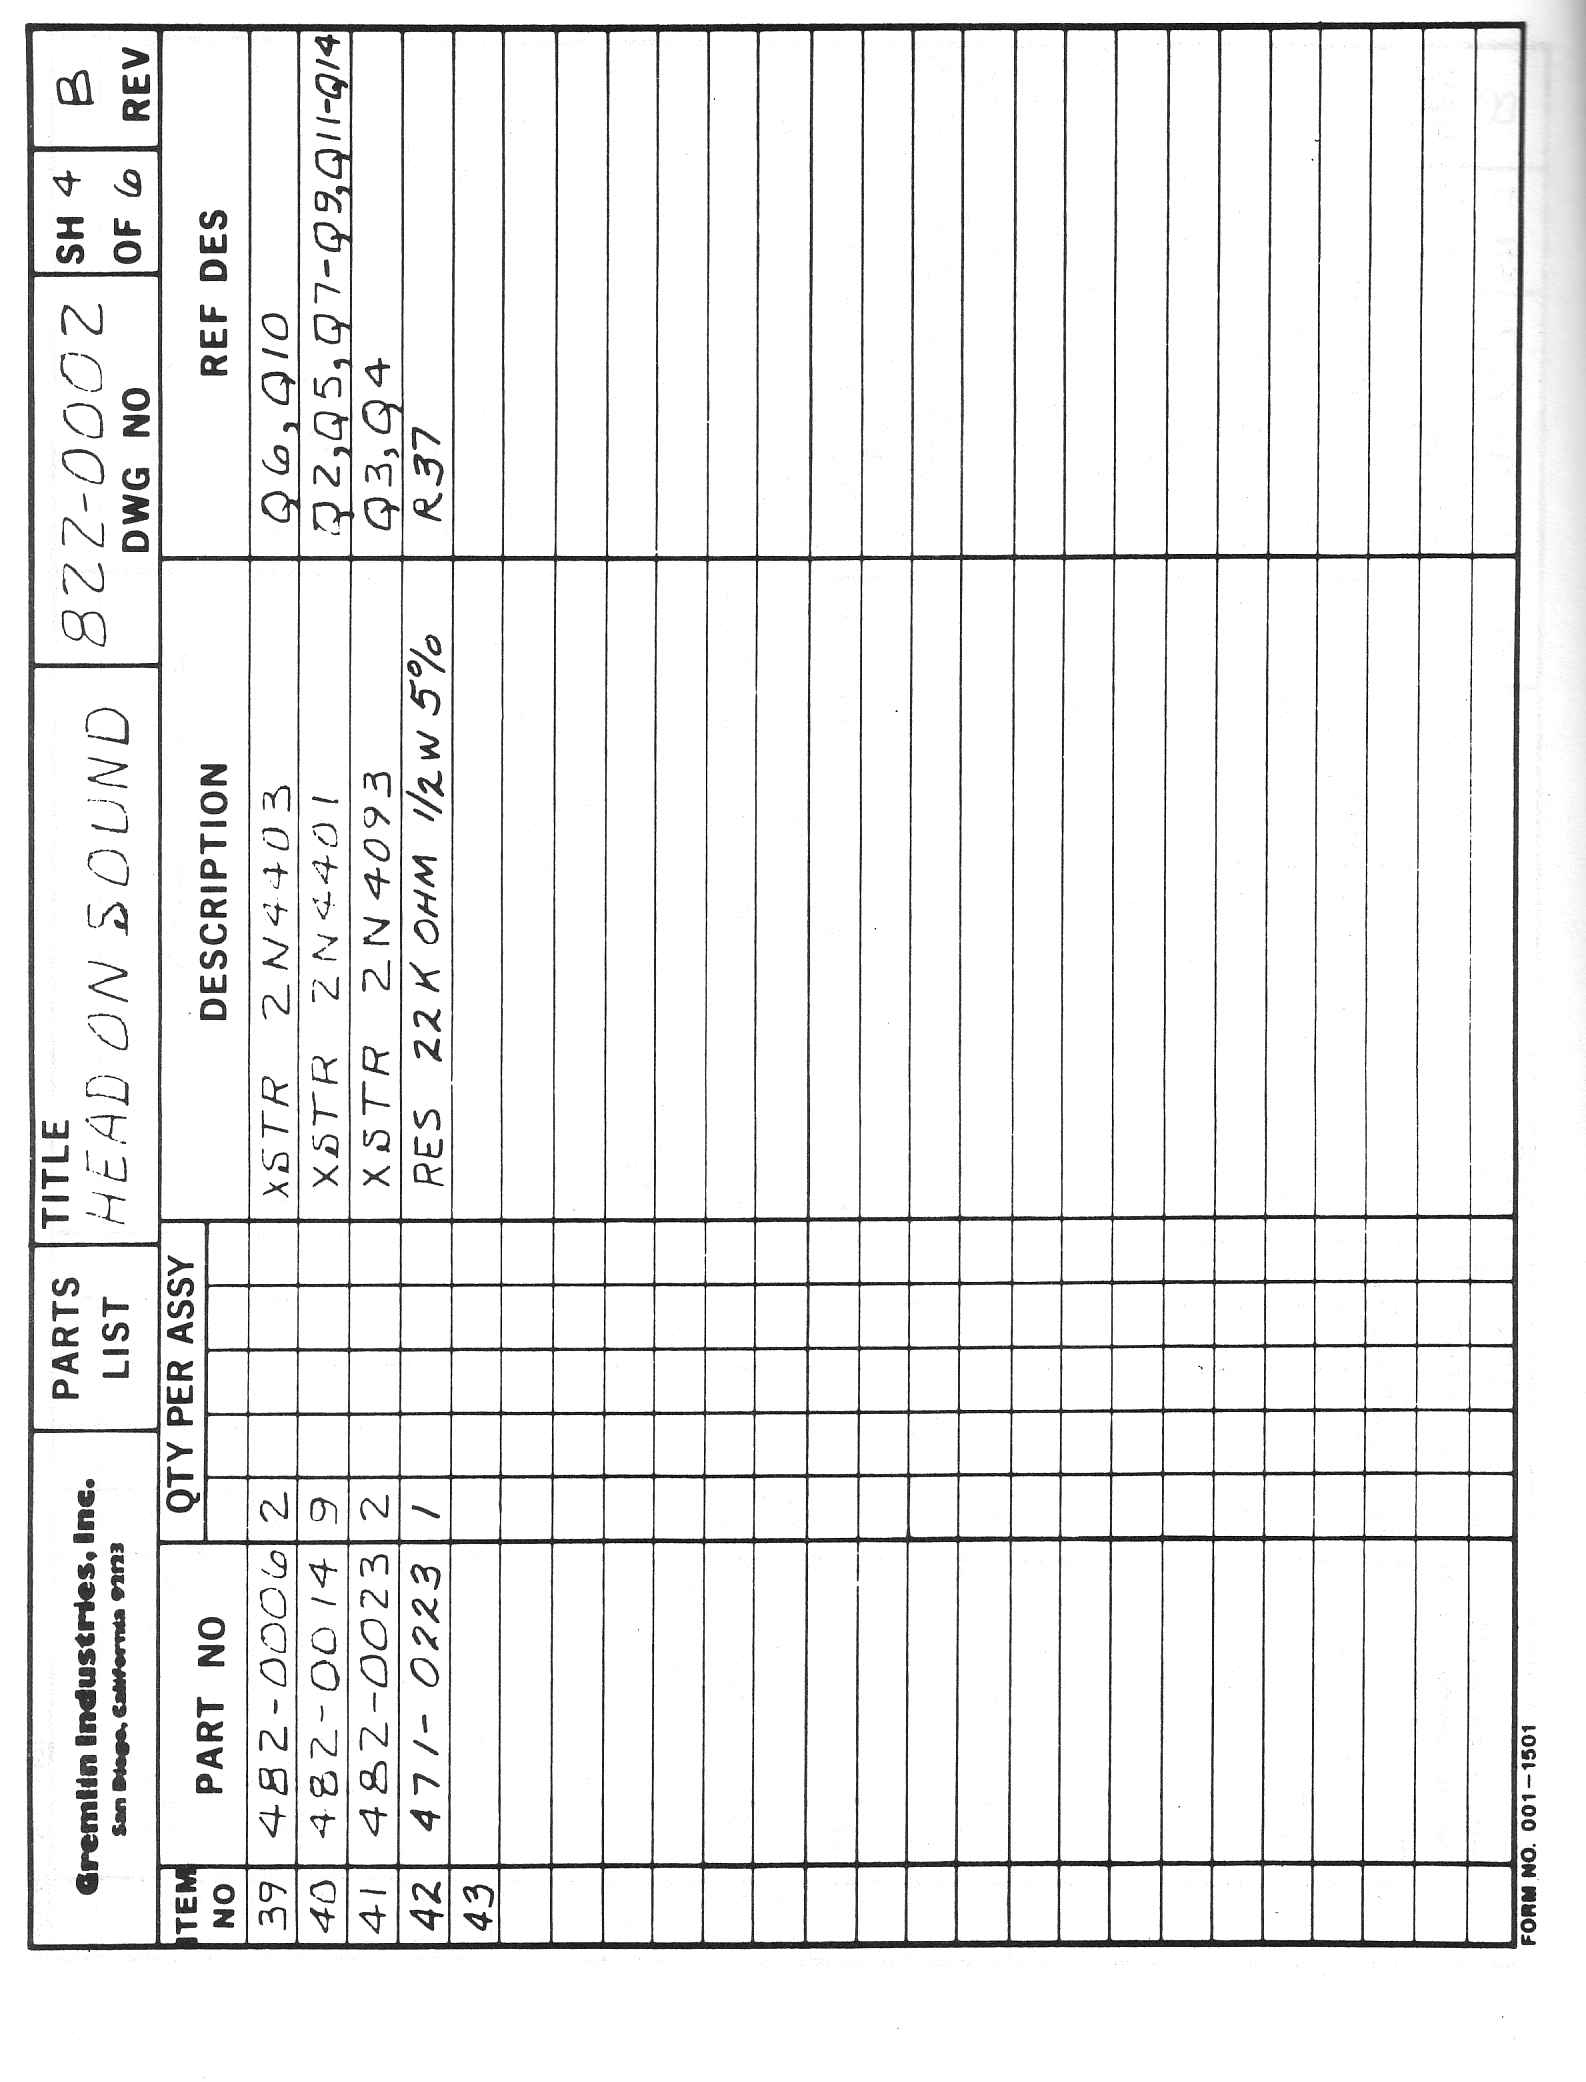 Gremlin Industries, Inc.
San Diego, California 92123
PARTS
LIST
TITLE
HEAD ON SOUND
822-0002
DWG NO
SH 4
OF 6
B
REV
ITEM
NO
PART NO
QTY PER ASSY
DESCRIPTION
REF DES
39 482-0006 2 XSTR 2N4403 Q6, Q10
40 482-0014 9 XSTR 2N4401 Q2, Q5, Q7-Q9, Q11-Q14
41 482-0023 2 XSTR 2N4093 Q3, Q4
42 471-0223 1 RES 22K OHM 1/2W 5% R37
43
FORM NO. 001-1501